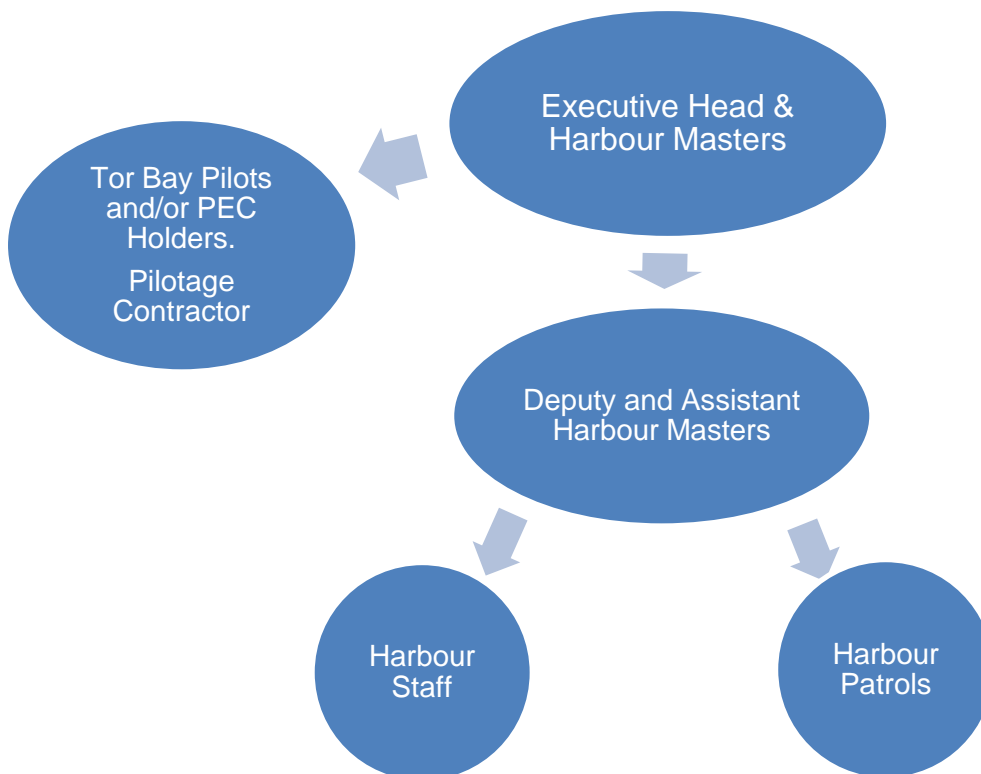 Executive Head &
Harbour Masters
Tor Bay Pilots
and/or PEC
Holders.
Pilotage
Contractor
Deputy and Assistant
Harbour Masters
Harbour
Staff
Harbour
Patrols